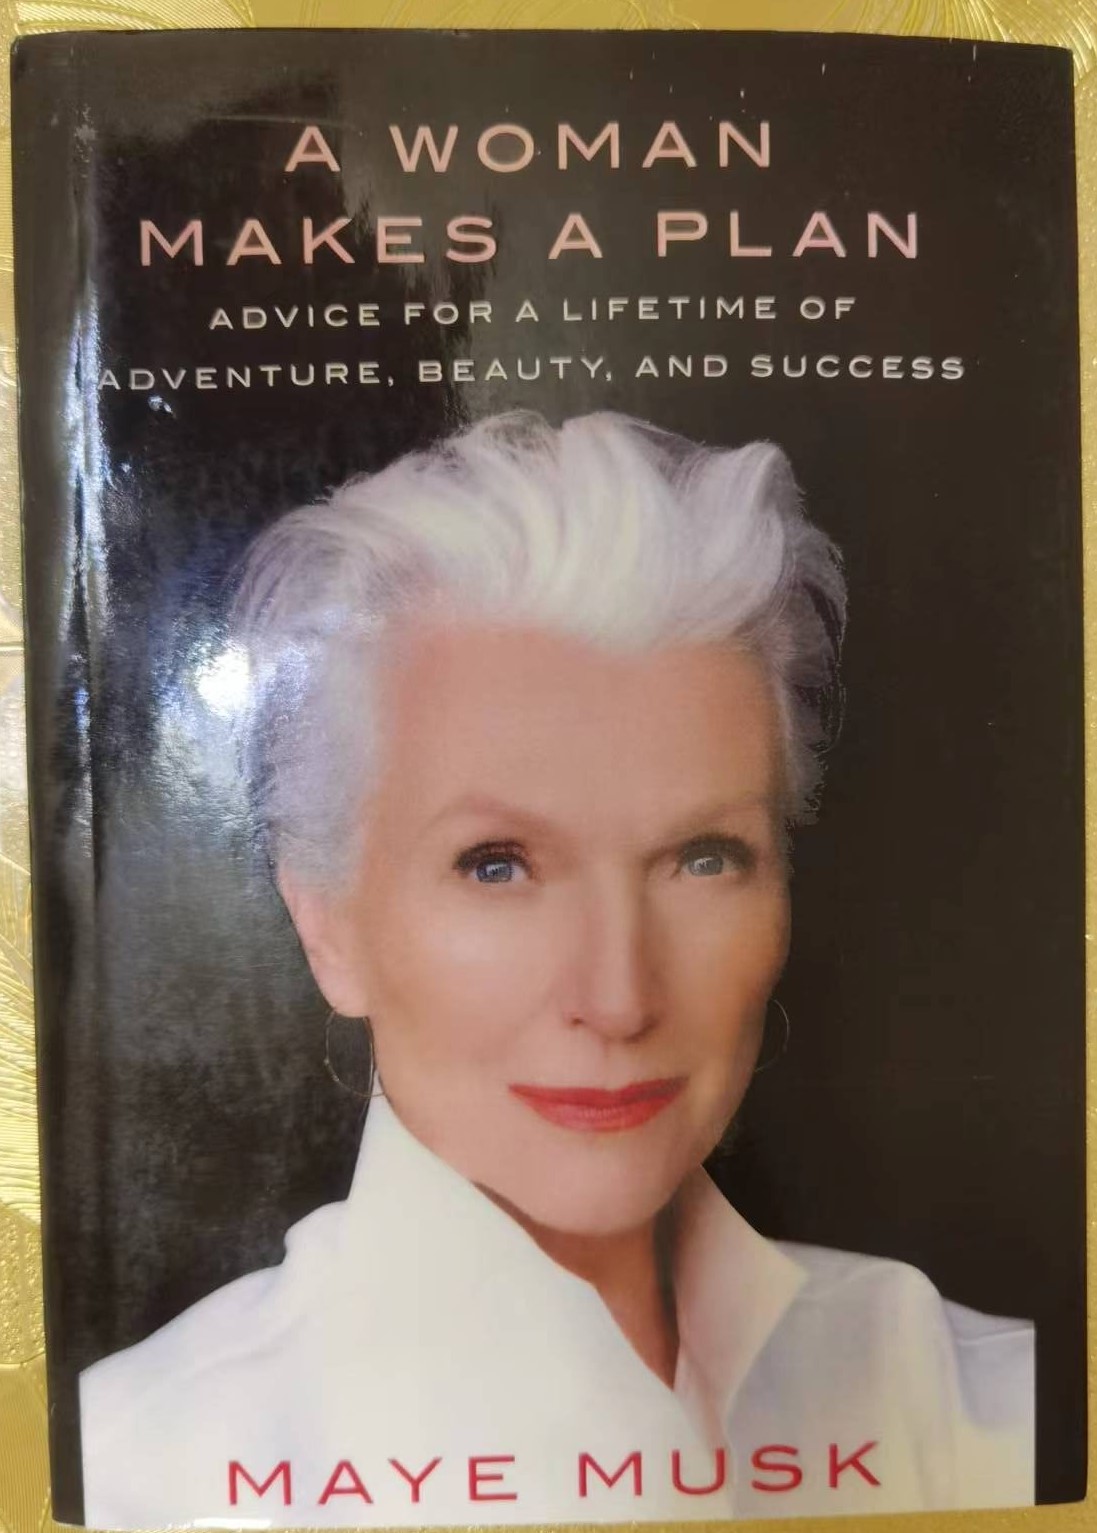 A WOMAN
MAKES A PLAN
ADVICE FOR A LIFETIME OF
ADVENTURE, BEAUTY, AND SUCCESS
MAYE MUSK